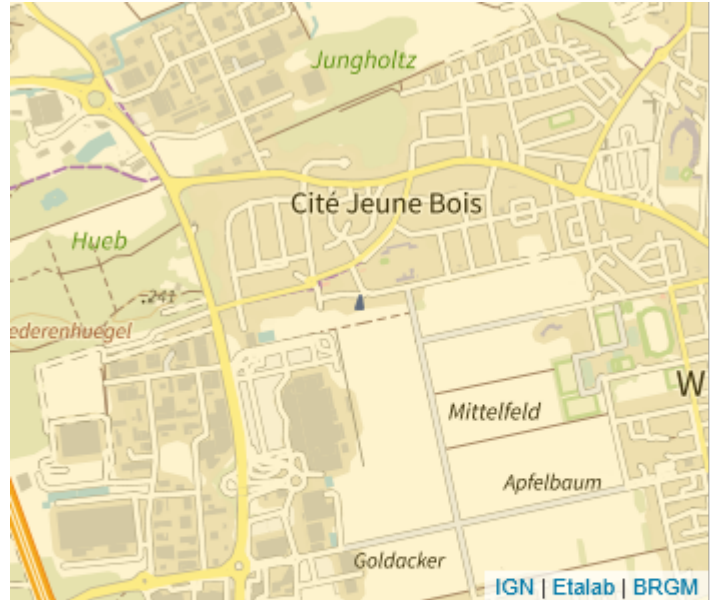 Jungholtz
Cité Jeune Bois
Hueb
241
ederenhuegel
W
Mittelfeld
Apfelbaum
Goldacker
IGN | Etalab | BRGM